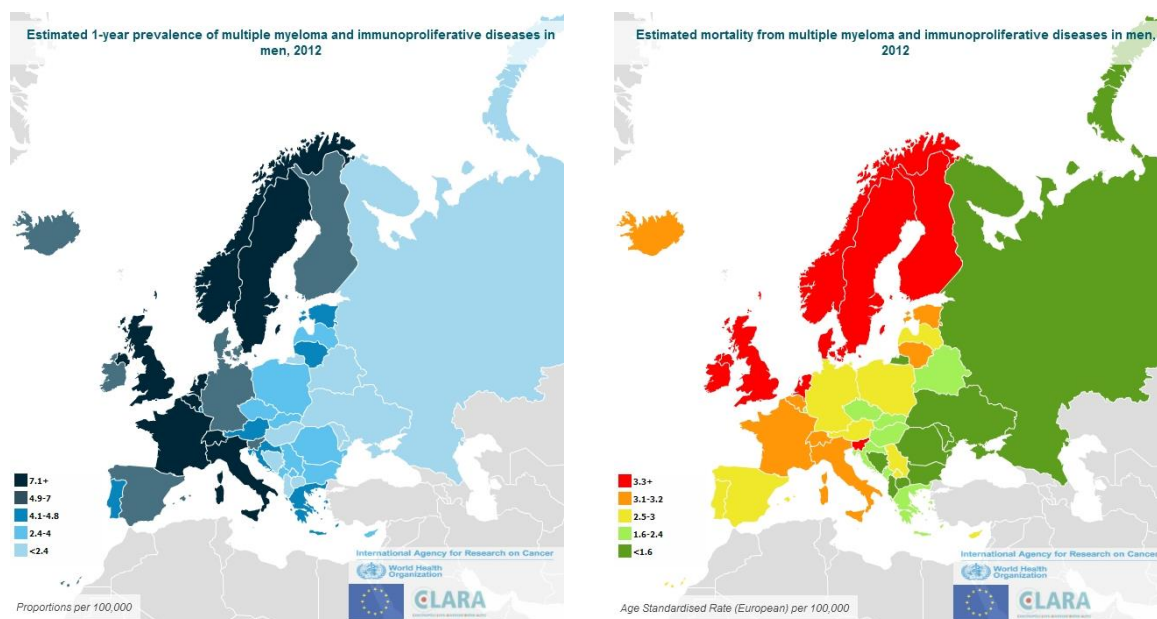 Estimated 1-year prevalence of multiple myeloma and immunoproliferative diseases in
men, 2012
7.1+
4.9-7
4.1-4.8
2.4-4
<2.4
Proportions per 100,000
International Agency for Research on Cancer
World Health
Organization
CLARA
Estimated mortality from multiple myeloma and immunoproliferative diseases in men,
2012
3.3+
3.1-3.2
2.5-3
1.6-2.4
<1.6
Age Standardised Rate (European) per 100,000
International Agency for Research on Cancer
World Health
Organization
CLARA